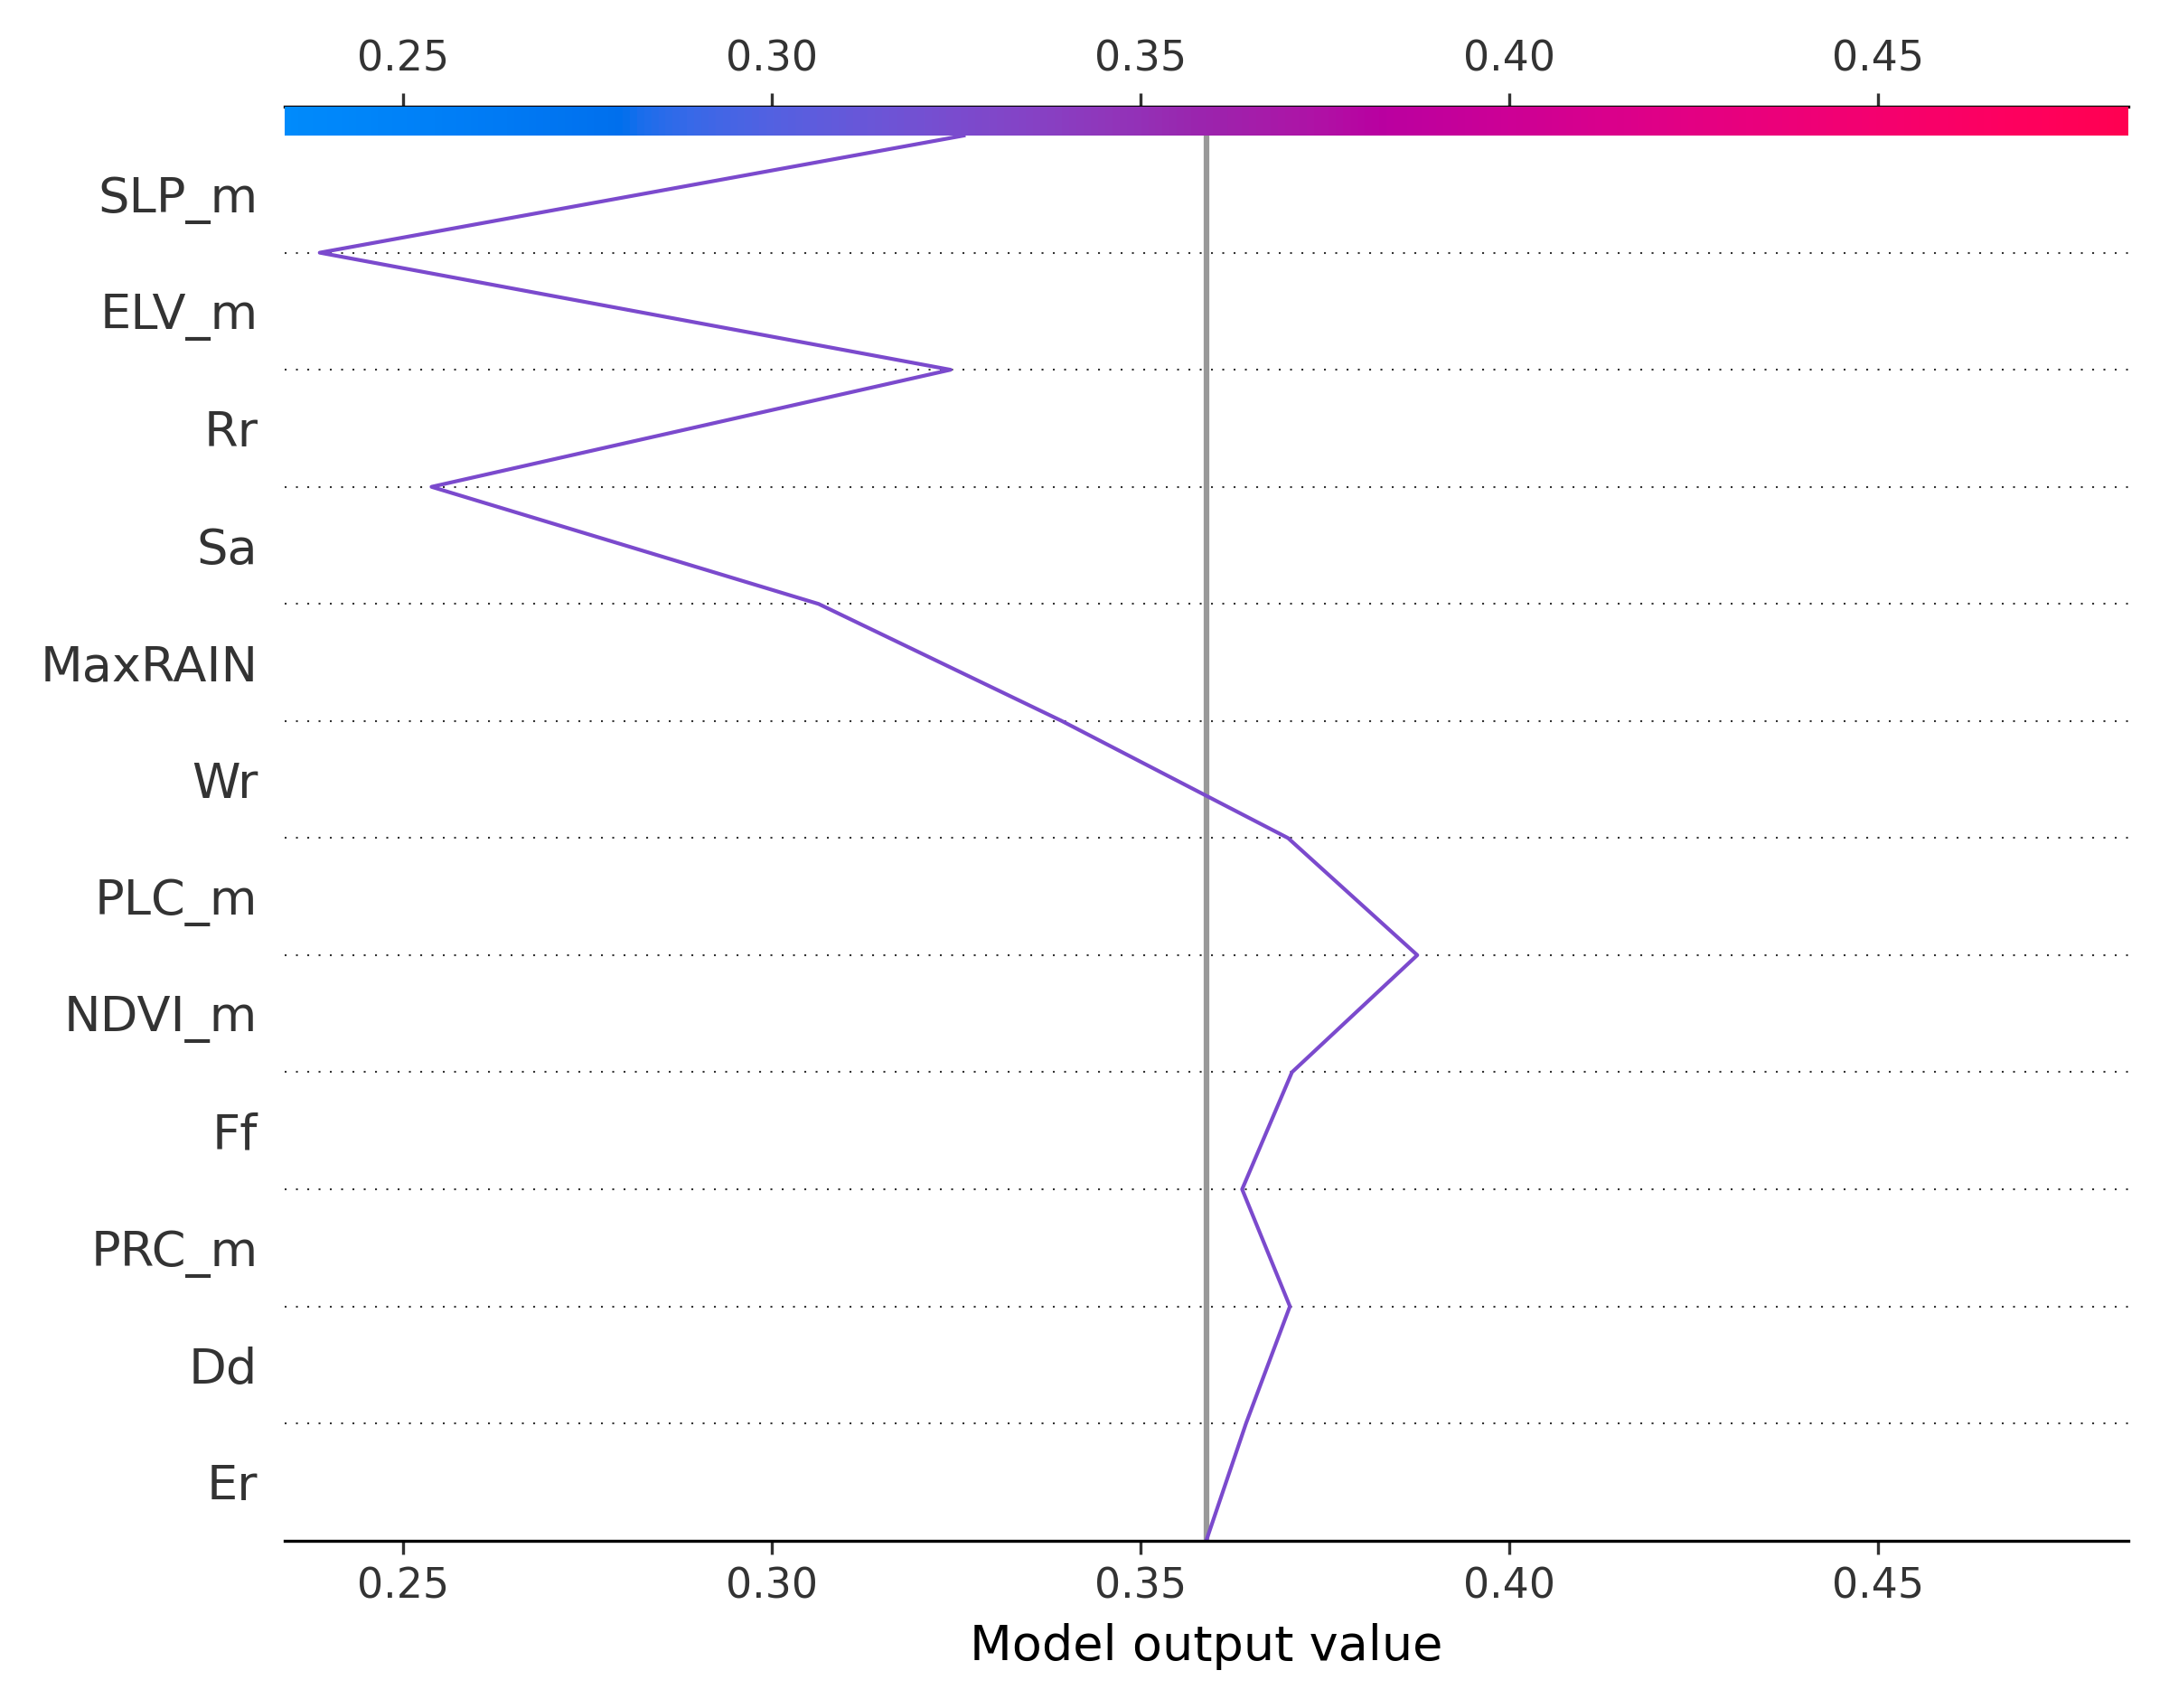 0.25 0.30 0.35 0.40 0.45
SLP_m
ELV_m
Rr
Sa
MaxRAIN
Wr
PLC_m
NDVI_m
Ff
PRC_m
Dd
Er
0.25 0.30 0.35 0.40 0.45
Model output value